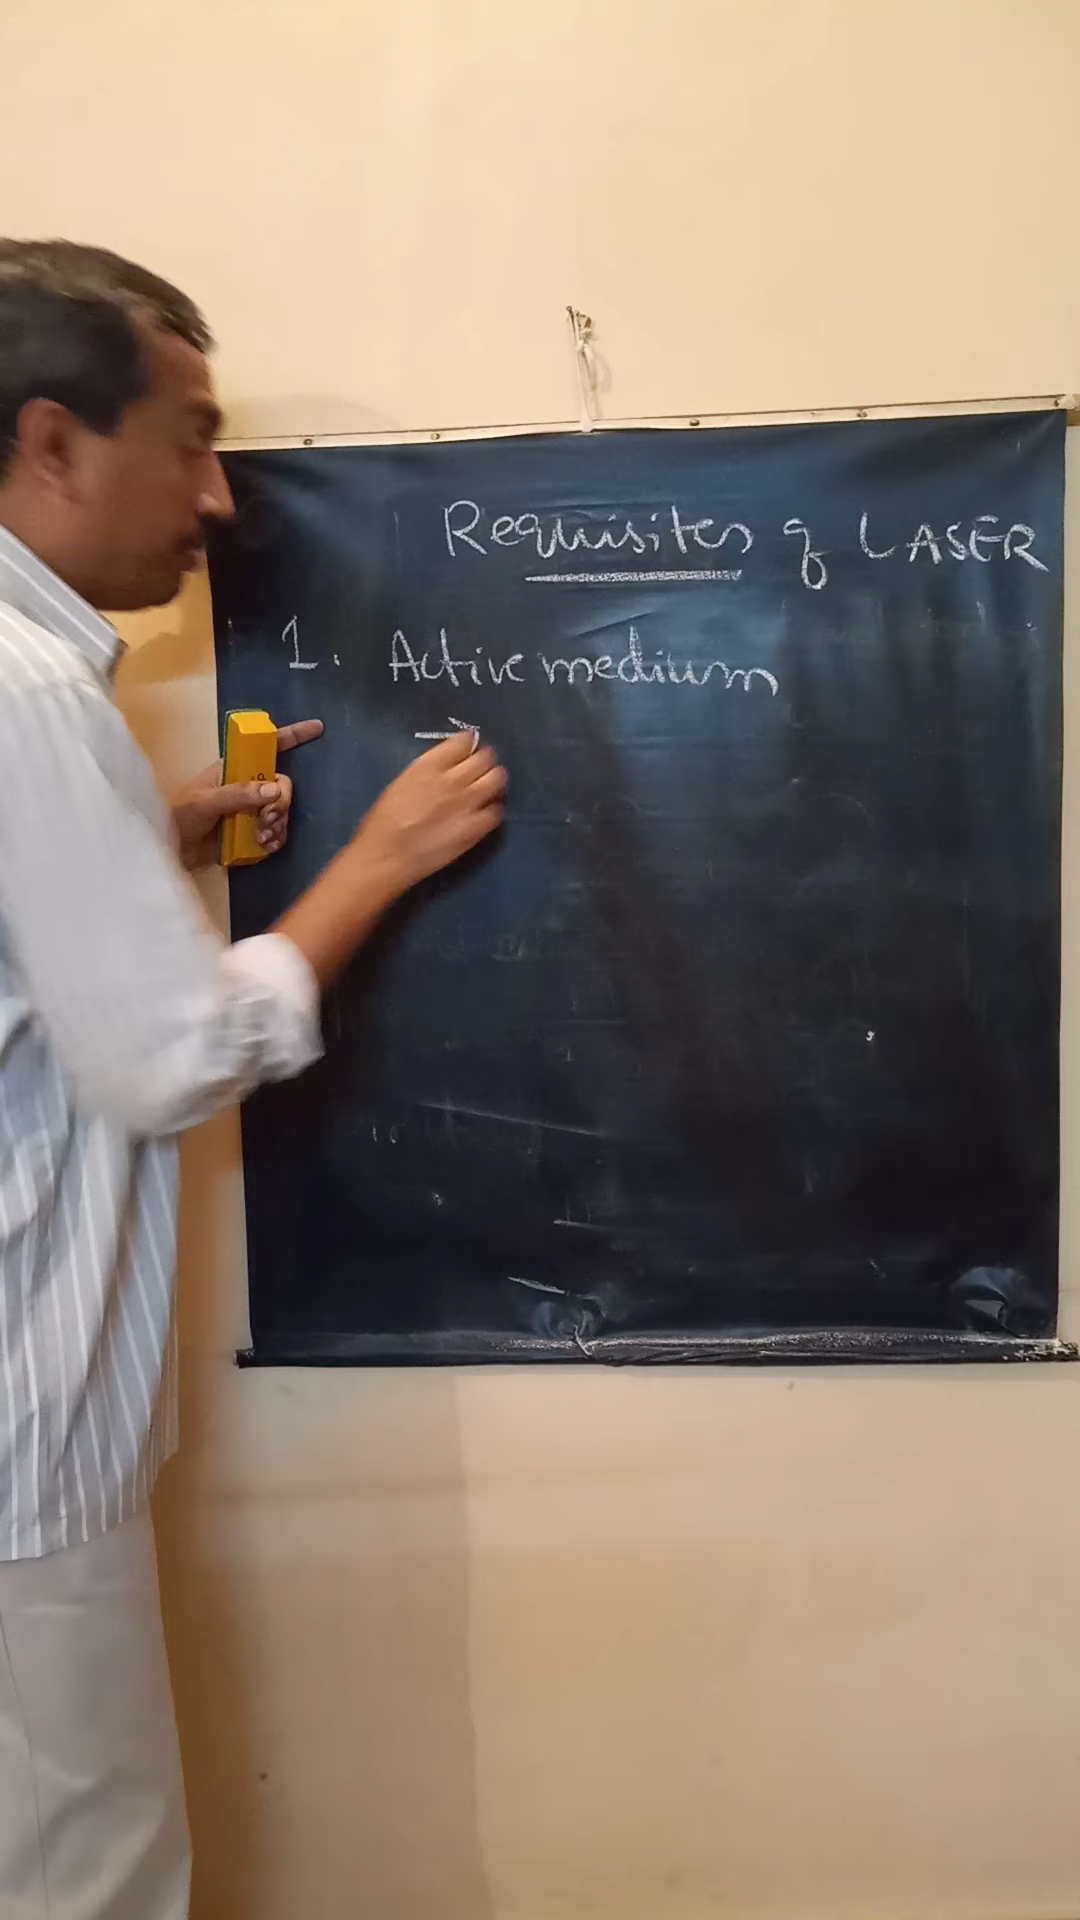 Requisites of LASER
1. Active medium
→